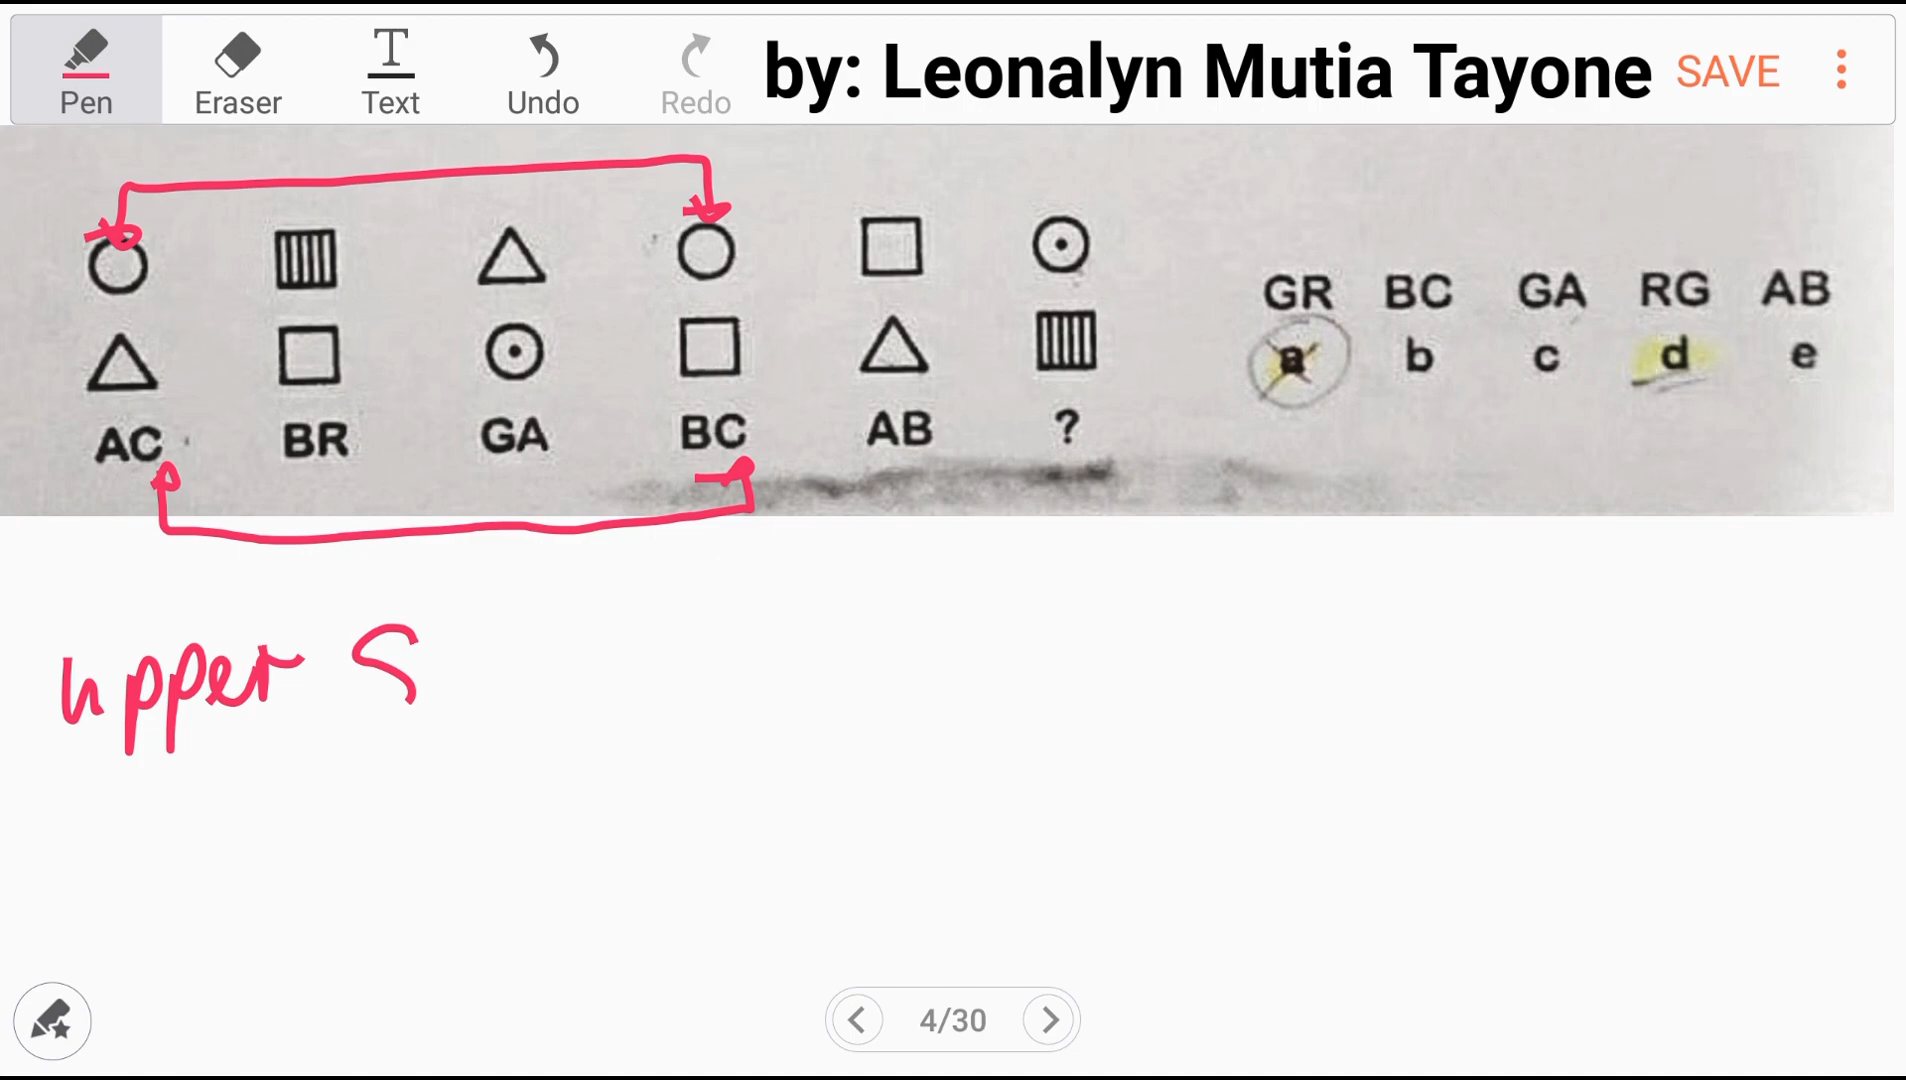 Pen Eraser Text Undo Redo by: Leonalyn Mutia Tayone SAVE
GR BC GA RG AB
a b c d e
AC BR GA BC AB ?
upper S
4/30